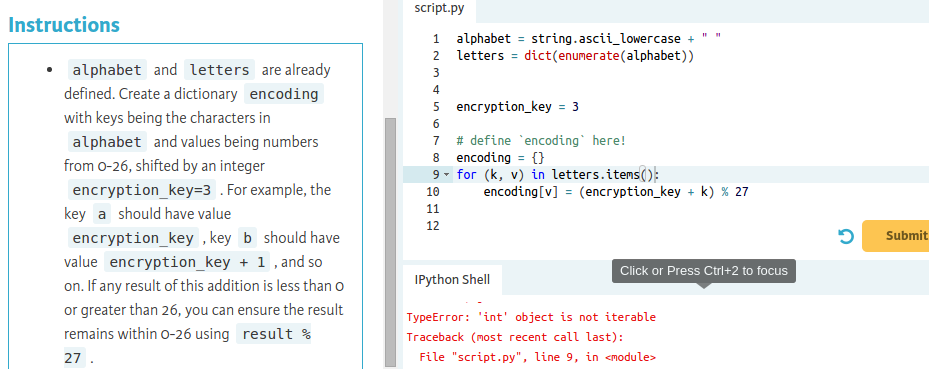 Instructions
• alphabet and letters are already
defined. Create a dictionary encoding
with keys being the characters in
alphabet and values being numbers
from 0-26, shifted by an integer
encryption_key=3 . For example, the
key a should have value
encryption_key , key b should have
value encryption_key + 1 , and so
on. If any result of this addition is less than 0
or greater than 26, you can ensure the result
remains within 0-26 using result %
27 .
script.py
1 alphabet = string.ascii_lowercase + " "
2 letters = dict(enumerate(alphabet))
3
4
5 encryption_key = 3
6
7 # define `encoding` here!
8 encoding = {}
9 for (k, v) in letters.items():
10     encoding[v] = (encryption_key + k) % 27
11
12
Submit
Click or Press Ctrl+2 to focus
IPython Shell
TypeError: 'int' object is not iterable
Traceback (most recent call last):
  File "script.py", line 9, in <module>